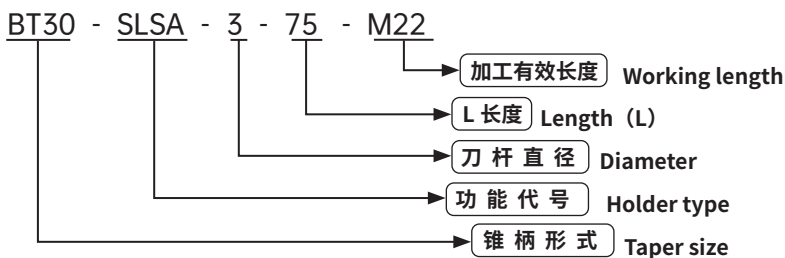 BT30 - SLSA - 3 - 75 - M22
加工有效长度 Working length
L 长度 Length（L）
刀杆直径 Diameter
功能代号 Holder type
锥柄形式 Taper size